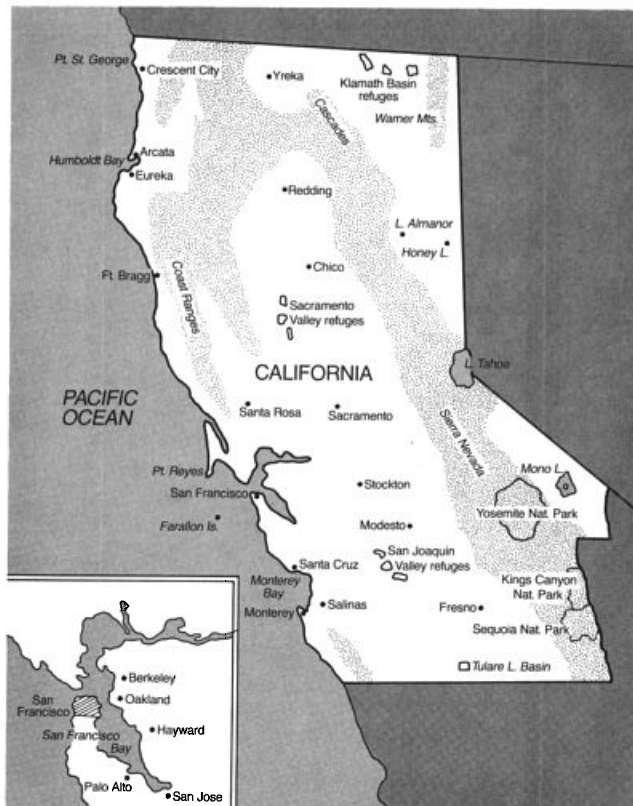 Pt. St. George
Crescent City
Yreka
Klamath Basin
refuges
Cascades
Warner Mts.
Humboldt Bay
Arcata
Eureka
Redding
L. Almanor
Honey L.
Ft. Bragg
Coast Ranges
Chico
Sacramento
Valley refuges
CALIFORNIA
L. Tahoe
PACIFIC
OCEAN
Santa Rosa
Sacramento
Sierra Nevada
Pt. Reyes
Mono L.
San Francisco
Stockton
Yosemite Nat. Park
Farallon Is.
Modesto
San Joaquin
Valley refuges
Santa Cruz
Monterey
Bay
Kings Canyon
Nat. Park
Monterey
Salinas
Fresno
Sequoia Nat. Park
Tulare L. Basin
Berkeley
San
Francisco
Oakland
San Francisco
Bay
Hayward
Palo Alto
San Jose